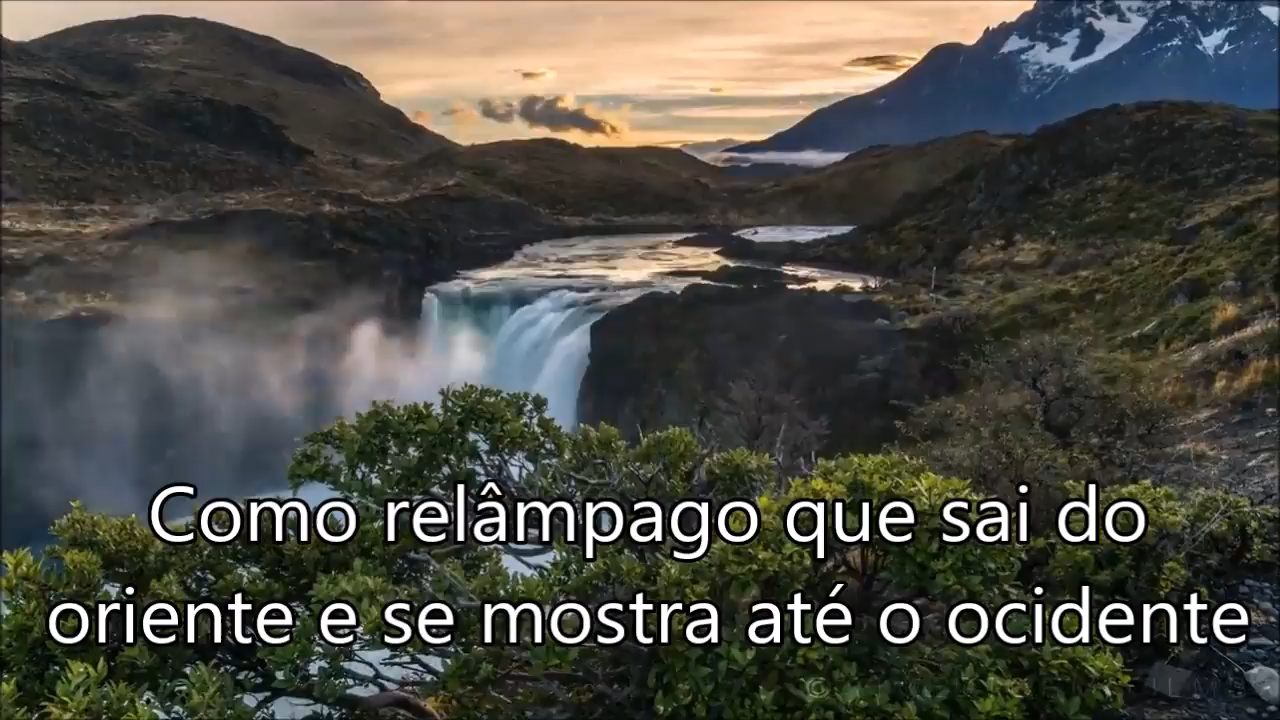 Como relâmpago que sai do
oriente e se mostra até o ocidente